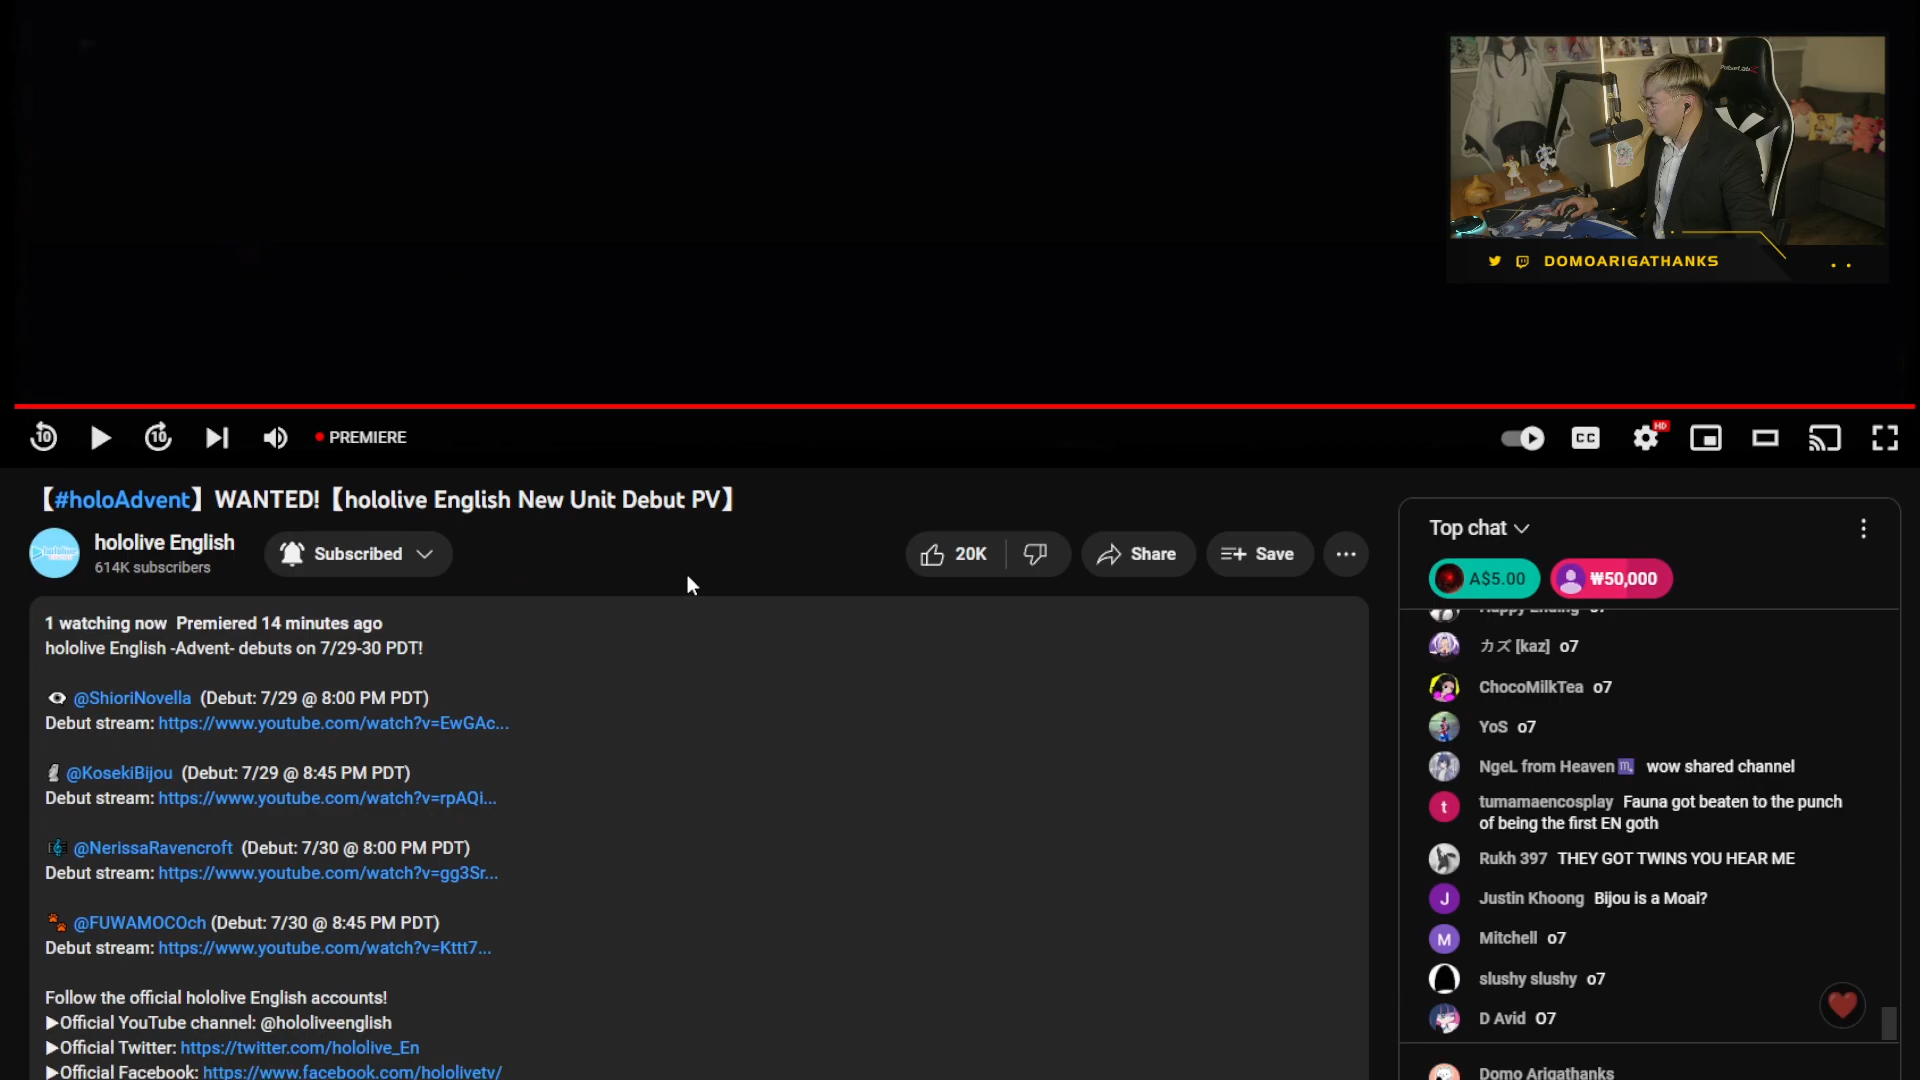 DOMOARIGATHANKS
10
10
PREMIERE
CC
HD
【#holoAdvent】WANTED!【hololive English New Unit Debut PV】
hololive English
614K subscribers
Subscribed
20K
Share
Save
1 watching now Premiered 14 minutes ago
hololive English -Advent- debuts on 7/29-30 PDT!
@ShioriNovella (Debut: 7/29 @ 8:00 PM PDT)
Debut stream: https://www.youtube.com/watch?v=EwGAc...
@KosekiBijou (Debut: 7/29 @ 8:45 PM PDT)
Debut stream: https://www.youtube.com/watch?v=rpAQi...
@NerissaRavencroft (Debut: 7/30 @ 8:00 PM PDT)
Debut stream: https://www.youtube.com/watch?v=gg3Sr...
@FUWAMOCOch (Debut: 7/30 @ 8:45 PM PDT)
Debut stream: https://www.youtube.com/watch?v=Kttt7...
Follow the official hololive English accounts!
▶Official YouTube channel: @hololiveenglish
▶Official Twitter: https://twitter.com/hololive_En
▶Official Facebook: https://www.facebook.com/hololivetv/
Top chat
A$5.00
₩50,000
Happy Ending o7
カズ [kaz] o7
ChocoMilkTea o7
YoS o7
NgeL from Heaven♏ wow shared channel
tumamaencosplay Fauna got beaten to the punch
of being the first EN goth
Rukh 397 THEY GOT TWINS YOU HEAR ME
Justin Khoong Bijou is a Moai?
Mitchell o7
slushy slushy o7
D Avid O7
Domo Arigathanks